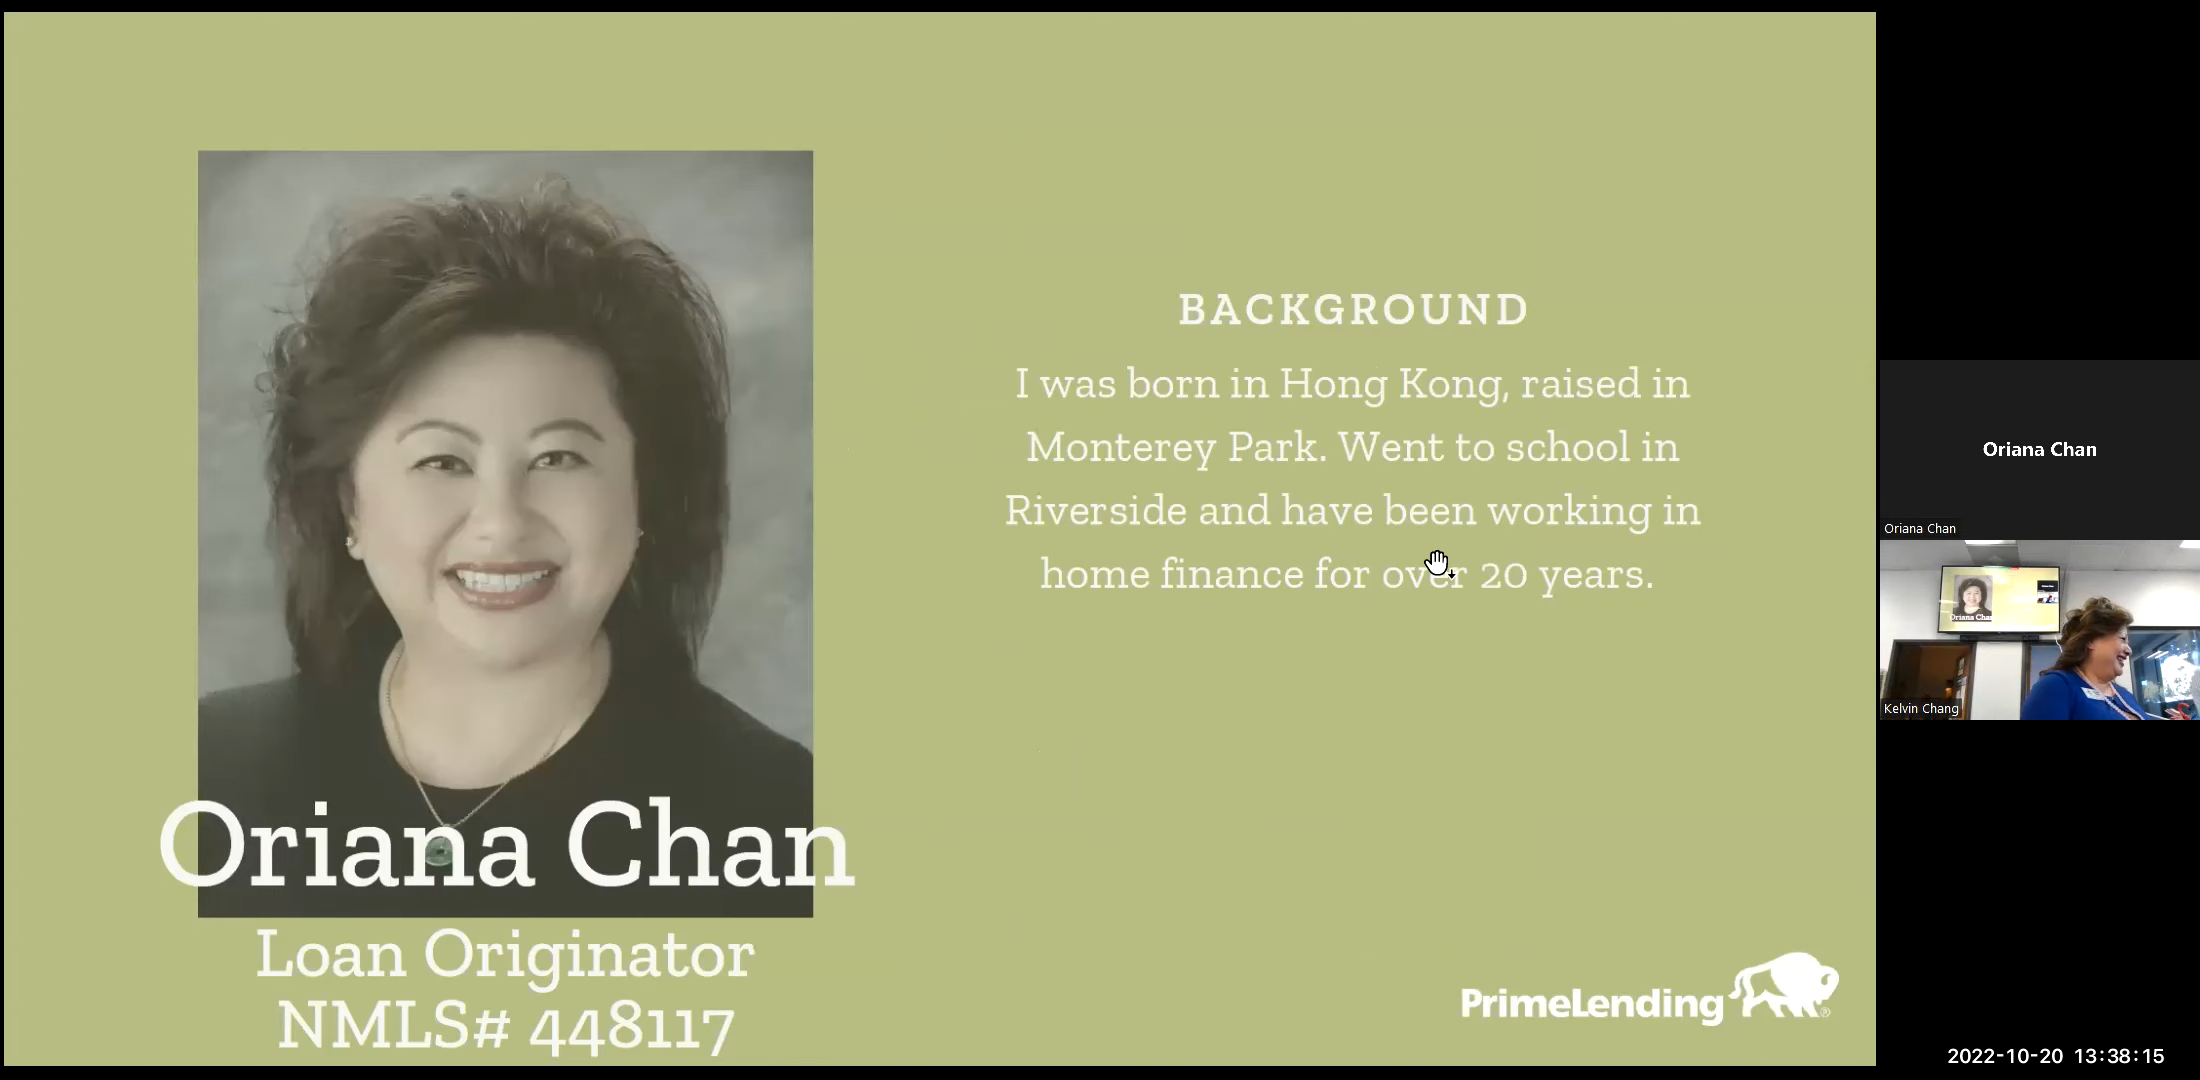 BACKGROUND
I was born in Hong Kong, raised in
Monterey Park. Went to school in
Riverside and have been working in
home finance for over 20 years.
Oriana Chan
Loan Originator
NMLS# 448117
PrimeLending
Oriana Chan
Oriana Chan
Oriana Chan
Kelvin Chang
2022-10-20 13:38:15